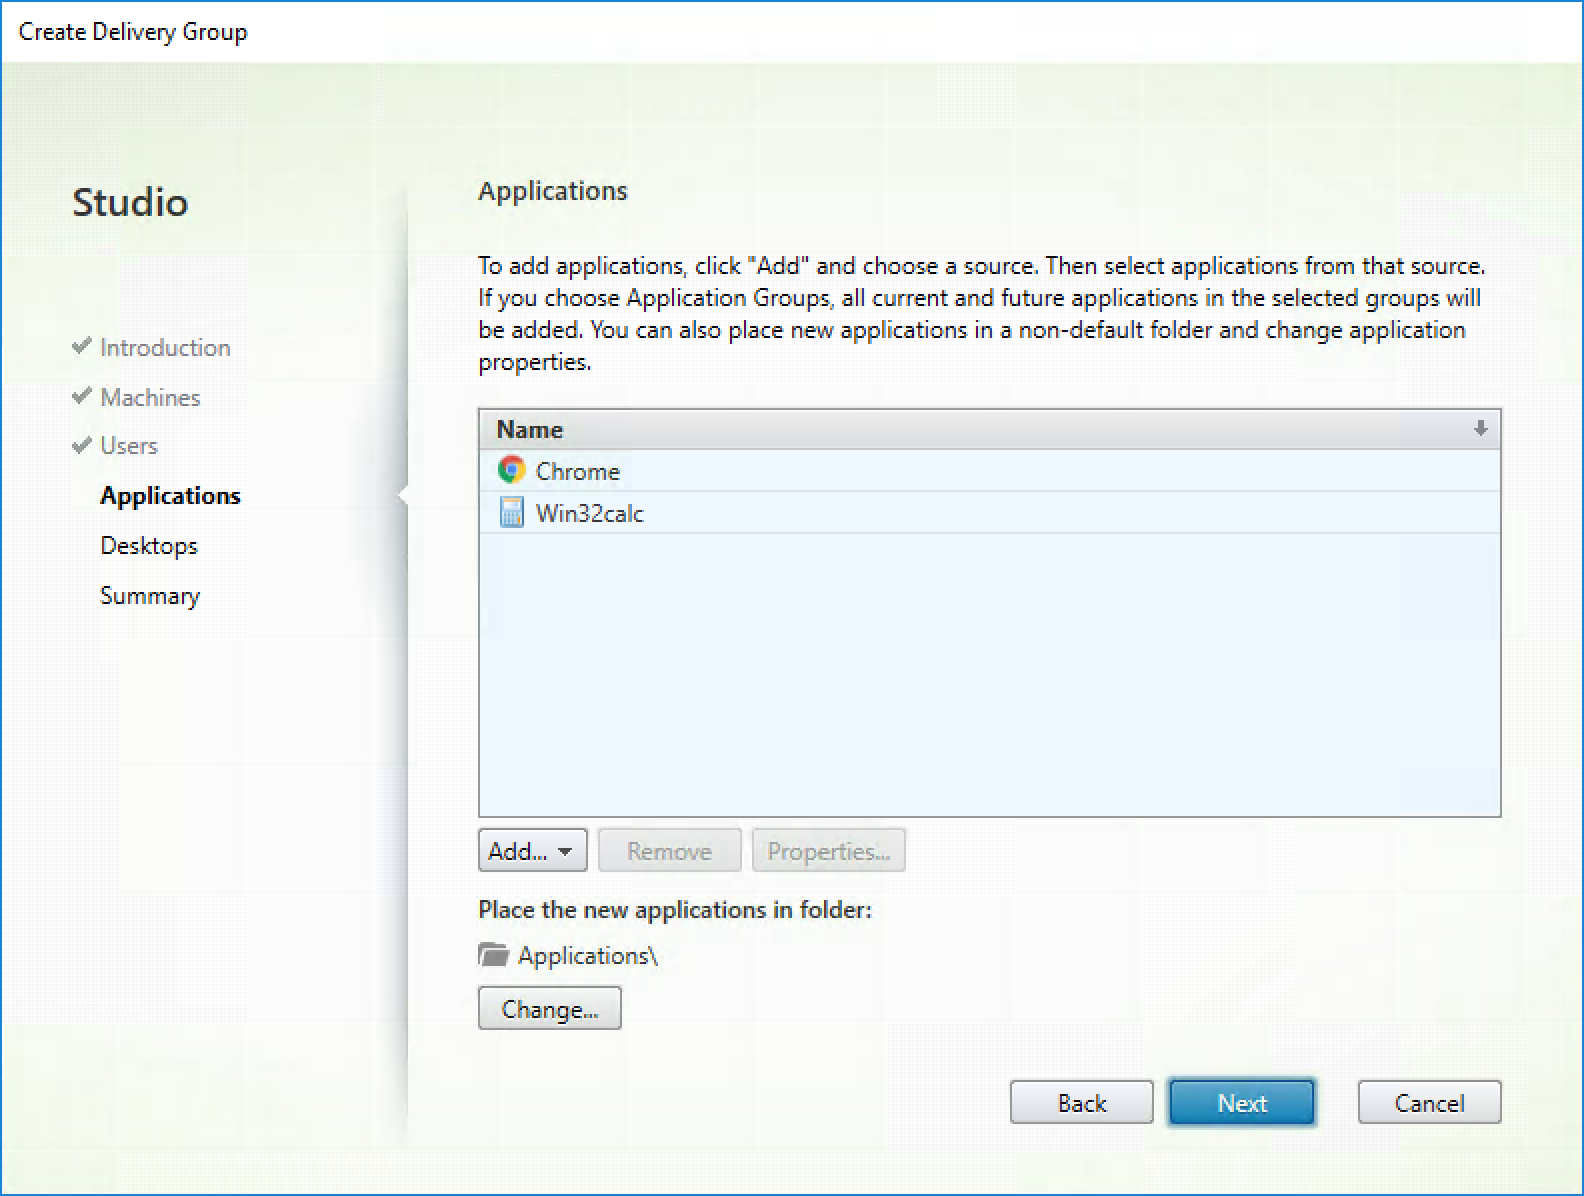 Create Delivery Group
Studio
Introduction
Machines
Users
Applications
Desktops
Summary
Applications
To add applications, click "Add" and choose a source. Then select applications from that source.
If you choose Application Groups, all current and future applications in the selected groups will
be added. You can also place new applications in a non-default folder and change application
properties.
Name
Chrome
Win32calc
Add...
Remove
Properties...
Place the new applications in folder:
Applications\
Change...
Back
Next
Cancel